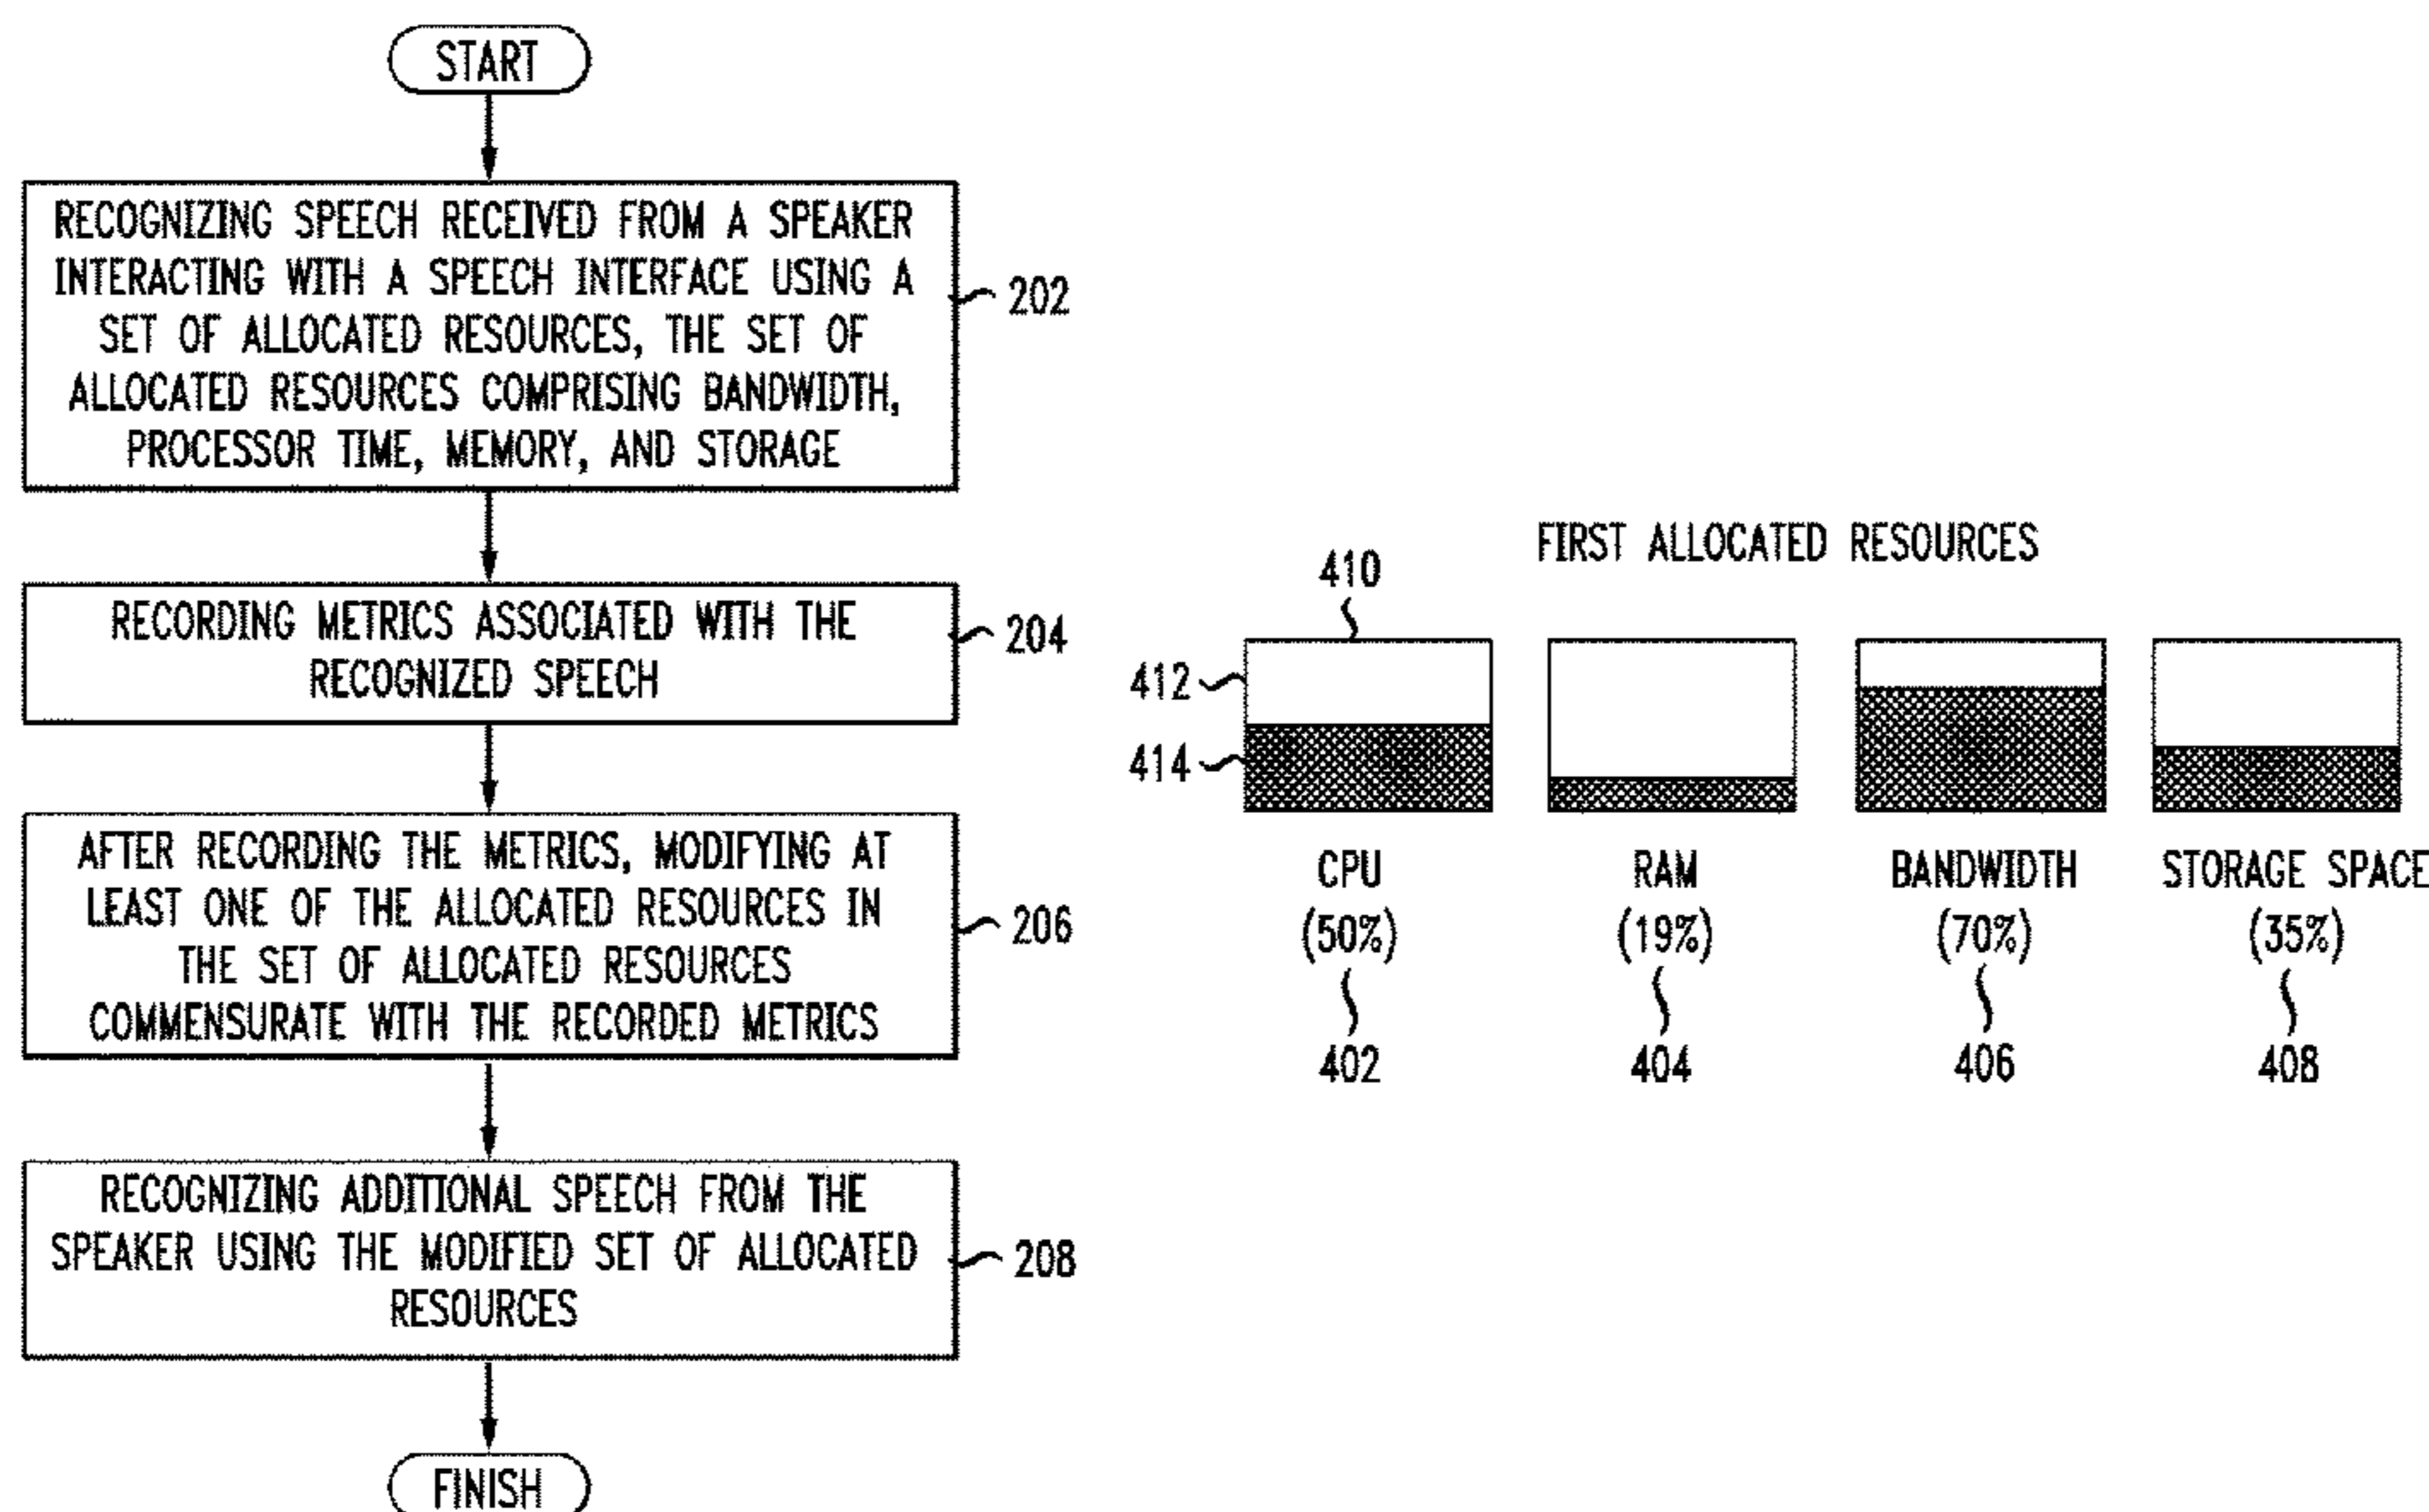 START
RECOGNIZING SPEECH RECEIVED FROM A SPEAKER
INTERACTING WITH A SPEECH INTERFACE USING A
SET OF ALLOCATED RESOURCES, THE SET OF
ALLOCATED RESOURCES COMPRISING BANDWIDTH,
PROCESSOR TIME, MEMORY, AND STORAGE
202
RECORDING METRICS ASSOCIATED WITH THE
RECOGNIZED SPEECH
204
AFTER RECORDING THE METRICS, MODIFYING AT
LEAST ONE OF THE ALLOCATED RESOURCES IN
THE SET OF ALLOCATED RESOURCES
COMMENSURATE WITH THE RECORDED METRICS
206
RECOGNIZING ADDITIONAL SPEECH FROM THE
SPEAKER USING THE MODIFIED SET OF ALLOCATED
RESOURCES
208
FINISH
FIRST ALLOCATED RESOURCES
410
412
414
CPU
(50%)
402
RAM
(19%)
404
BANDWIDTH
(70%)
406
STORAGE SPACE
(35%)
408